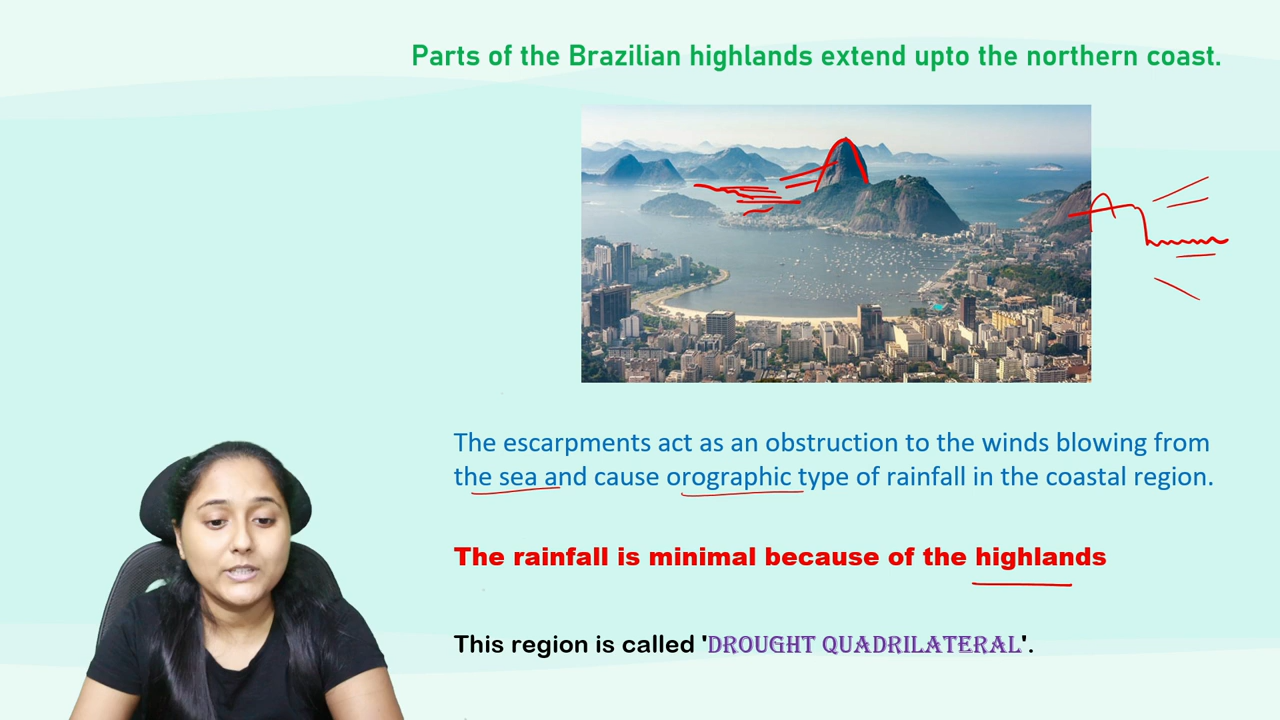 Parts of the Brazilian highlands extend upto the northern coast.
The escarpments act as an obstruction to the winds blowing from
the sea and cause orographic type of rainfall in the coastal region.
The rainfall is minimal because of the highlands
This region is called 'DROUGHT QUADRILATERAL'.